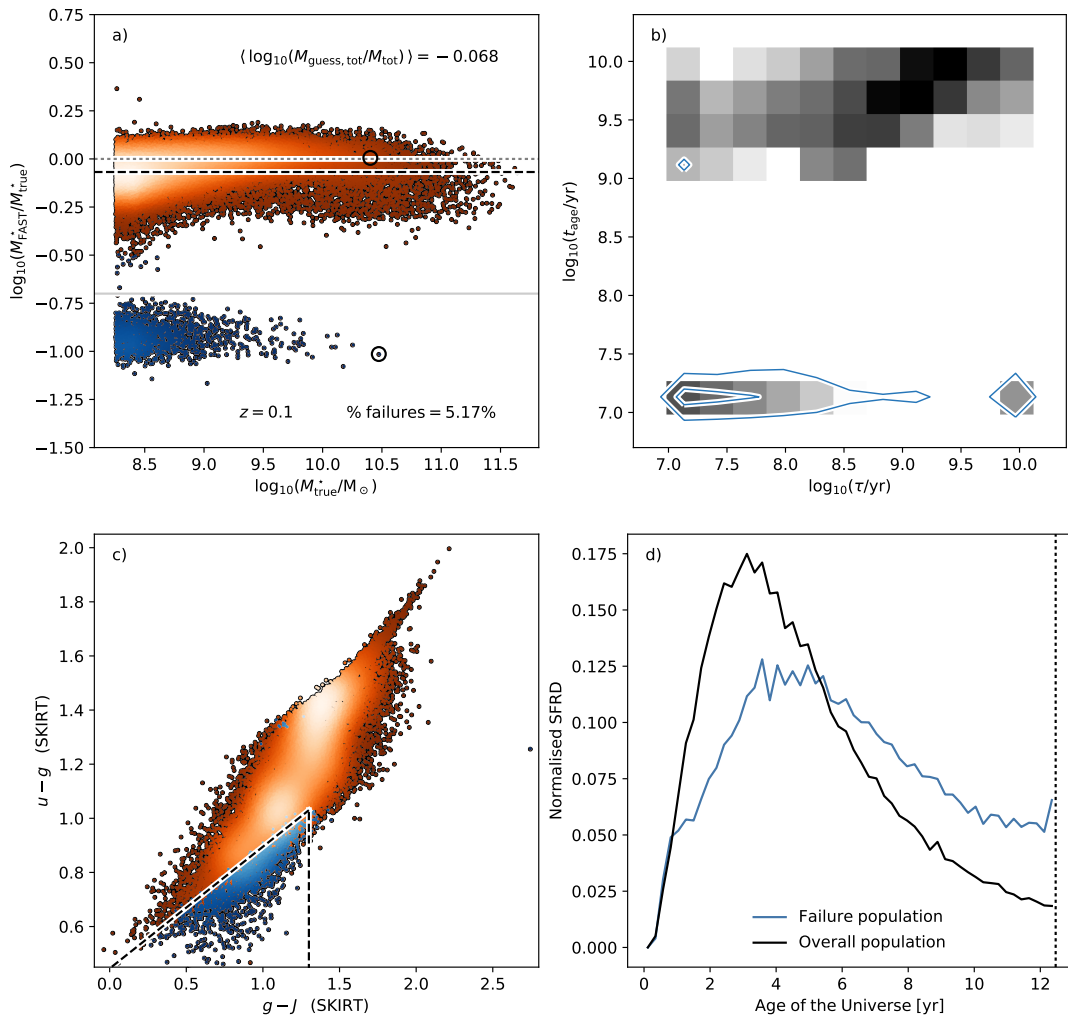 a)
⟨ log₁₀(M_guess, tot/M_tot) ⟩ = −0.068
0.75
0.50
0.25
0.00
−0.25
−0.50
−0.75
−1.00
−1.25
−1.50
log₁₀(M*_FAST/M*_true)
z = 0.1 % failures = 5.17%
8.5 9.0 9.5 10.0 10.5 11.0 11.5
log₁₀(M*_true/M_⊙)
b)
10.0
9.5
9.0
8.5
8.0
7.5
7.0
log₁₀(t_age/yr)
7.0 7.5 8.0 8.5 9.0 9.5 10.0
log₁₀(τ/yr)
c)
2.0
1.8
1.6
1.4
1.2
1.0
0.8
0.6
u − g (SKIRT)
0.0 0.5 1.0 1.5 2.0 2.5
g − J (SKIRT)
d)
0.175
0.150
0.125
0.100
0.075
0.050
0.025
0.000
Normalised SFRD
Failure population
Overall population
0 2 4 6 8 10 12
Age of the Universe [yr]